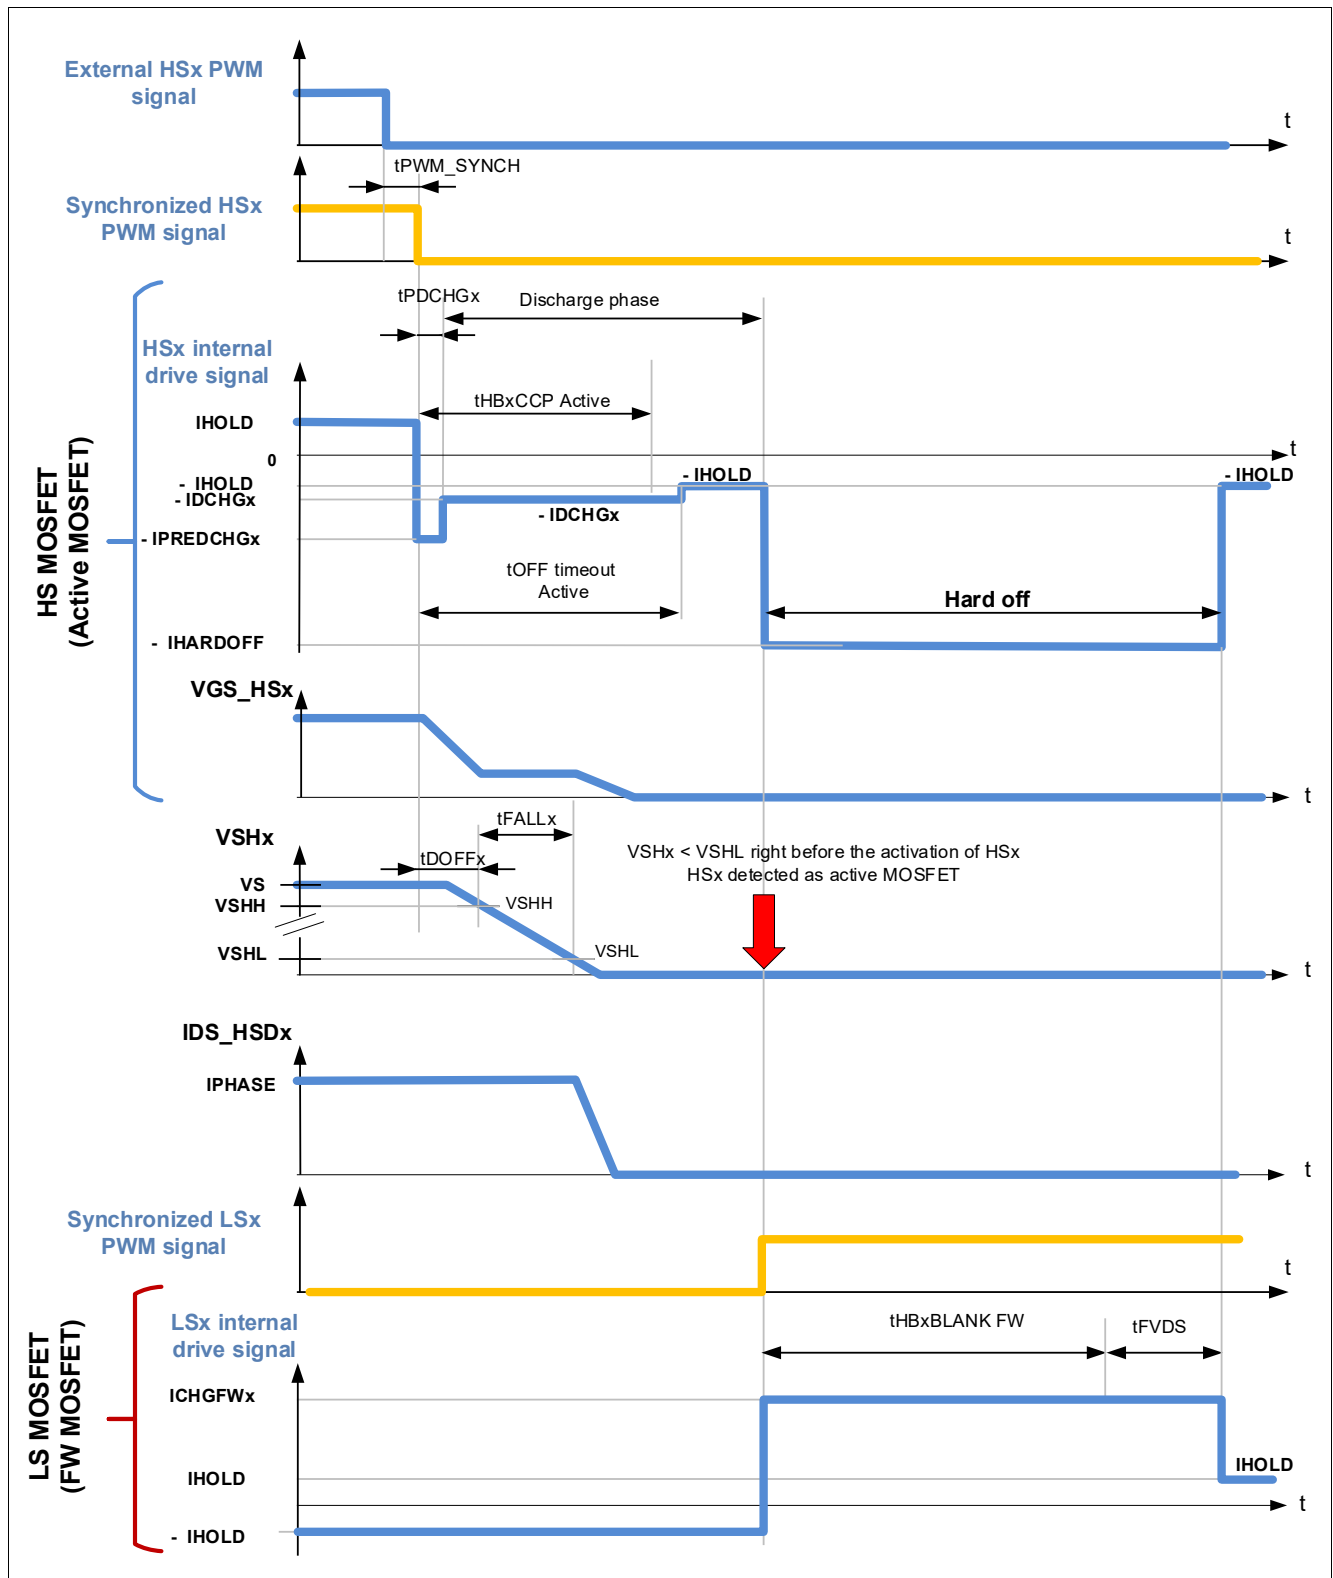 External HSx PWM
signal
t
tPWM_SYNCH
Synchronized HSx
PWM signal
t
tPDCHGx
Discharge phase
HSx internal
drive signal
tHBxCCP Active
IHOLD
t
0
- IHOLD
- IHOLD
- IHOLD
- IDCHGx
- IDCHGx
- IPREDCHGx
tOFF timeout
Active
Hard off
- IHARDOFF
HS MOSFET
(Active MOSFET)
VGS_HSx
t
tFALLx
VSHx
tDOFFx
VSHx < VSHL right before the activation of HSx
HSx detected as active MOSFET
VS
VSHH
VSHH
VSHL
VSHL
t
IDS_HSDx
IPHASE
t
Synchronized LSx
PWM signal
t
LSx internal
drive signal
tHBxBLANK FW
tFVDS
ICHGFWx
LS MOSFET
(FW MOSFET)
IHOLD
IHOLD
t
- IHOLD